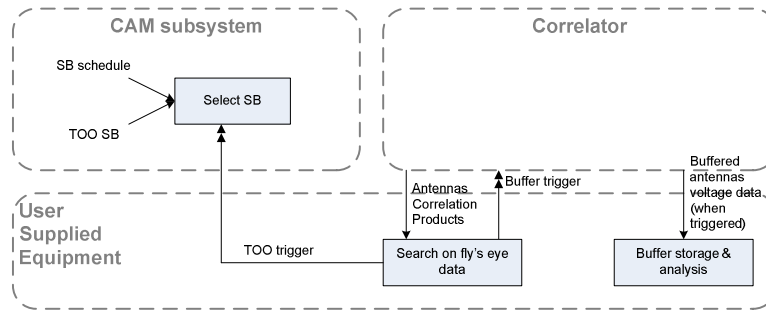 CAM subsystem
Correlator
SB schedule
Select SB
TOO SB
Buffered
antennas
voltage data
(when
triggered)
Buffer trigger
Antennas
Correlation
Products
User
Supplied
Equipment
TOO trigger
Search on fly's eye
data
Buffer storage &
analysis